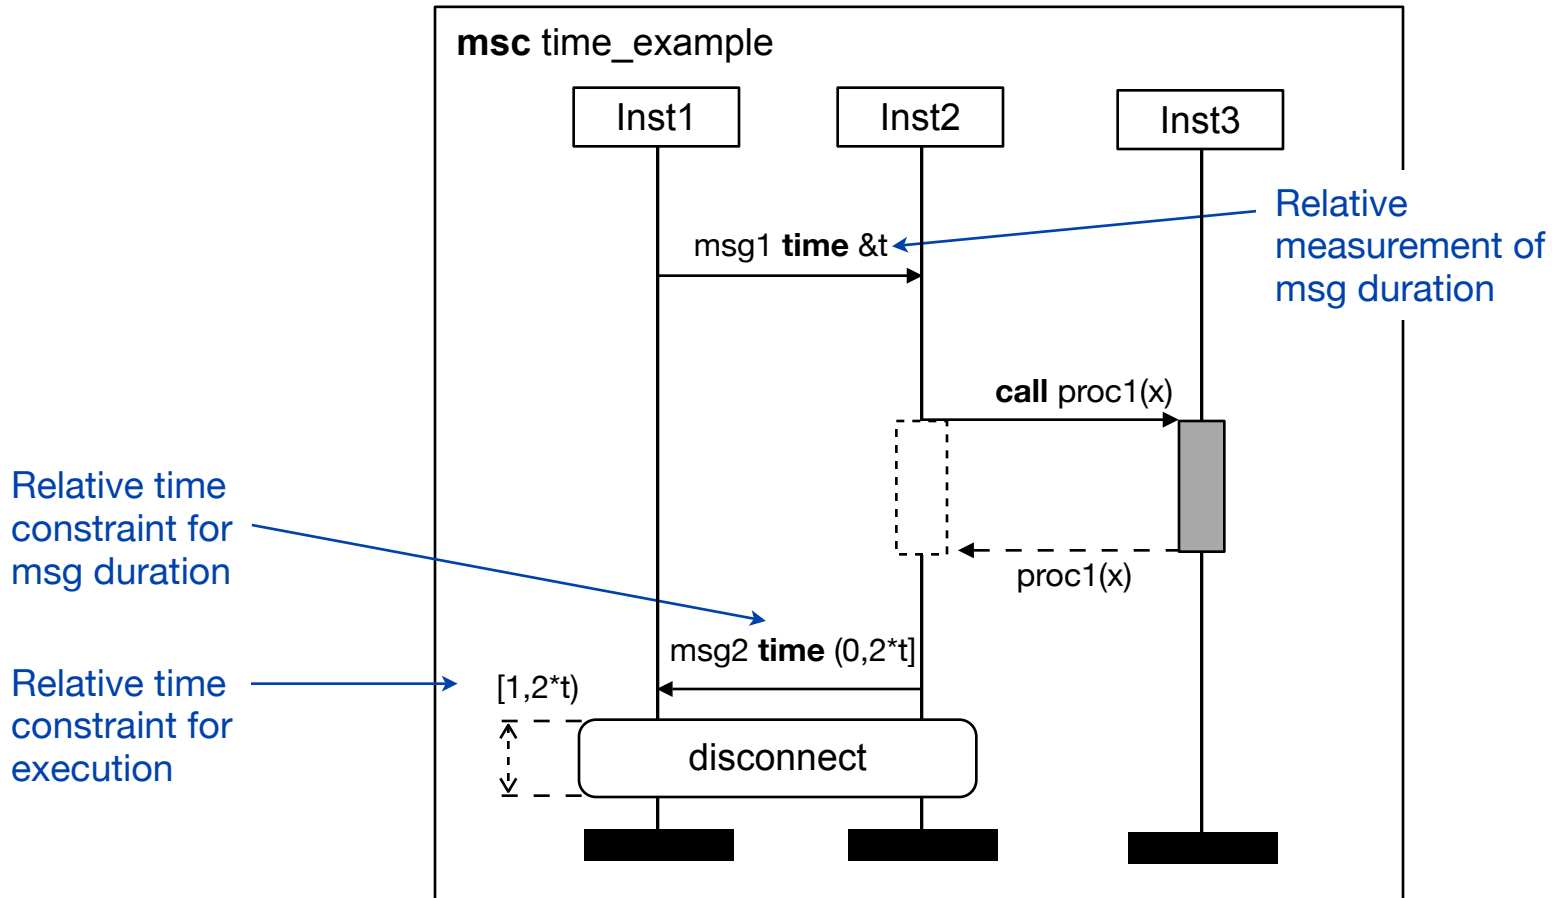 msc time_example
Inst1
Inst2
Inst3
Relative
measurement of
msg duration
msg1 time &t
call proc1(x)
Relative time
constraint for
msg duration
proc1(x)
msg2 time (0,2*t]
Relative time
constraint for
execution
[1,2*t)
disconnect